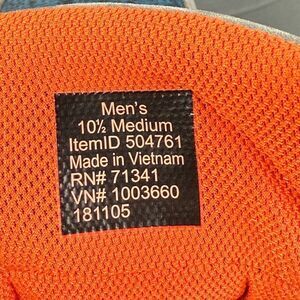 Men's
10½ Medium
ItemID 504761
Made in Vietnam
RN# 71341
VN# 1003660
181105